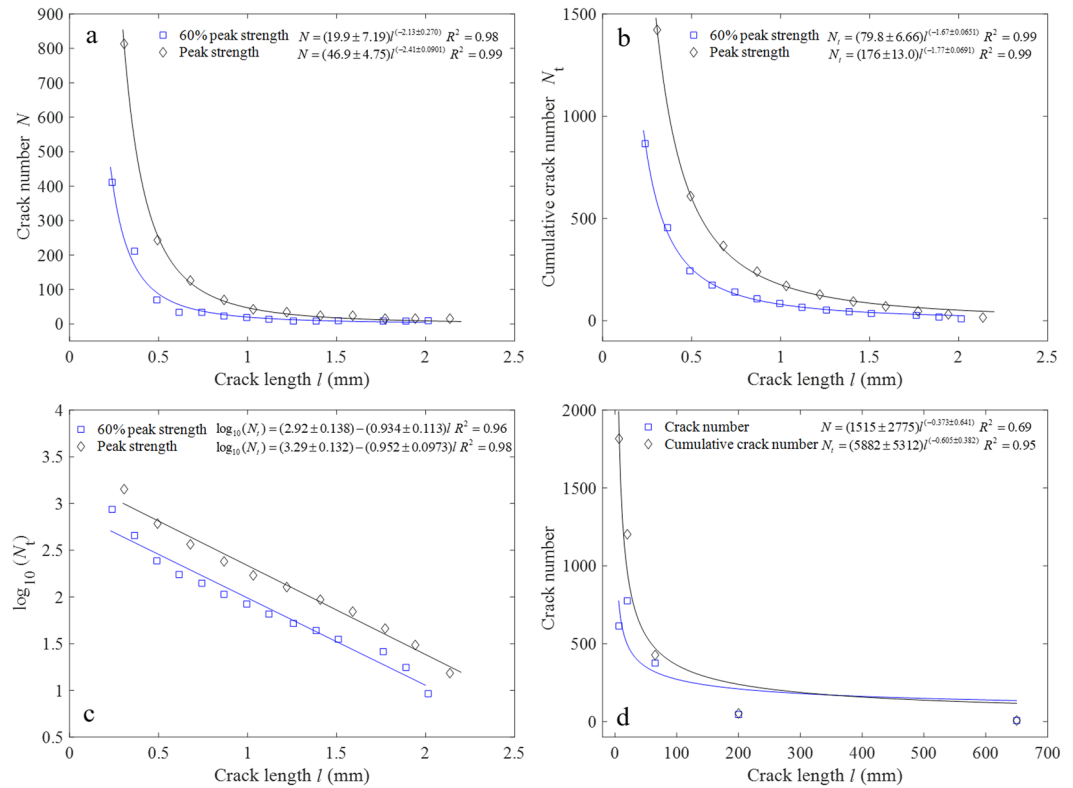 a
60% peak strength N=(19.9±7.19)l^(−2.13±0.270) R²=0.98
Peak strength N=(46.9±4.75)l^(−2.41±0.0901) R²=0.99
900
800
700
600
500
400
300
200
100
0
Crack number N
0 0.5 1 1.5 2 2.5
Crack length l (mm)
b
60% peak strength N_t=(79.8±6.66)l^(−1.67±0.0651) R²=0.99
Peak strength N_t=(176±13.0)l^(−1.77±0.0691) R²=0.99
1500
1000
500
0
Cumulative crack number N_t
0 0.5 1 1.5 2 2.5
Crack length l (mm)
60% peak strength log₁₀(N_t)=(2.92±0.138)−(0.934±0.113)l R²=0.96
Peak strength log₁₀(N_t)=(3.29±0.132)−(0.952±0.0973)l R²=0.98
4
3.5
3
2.5
2
1.5
1
0.5
log₁₀ (N_t)
c
0 0.5 1 1.5 2 2.5
Crack length l (mm)
Crack number N=(1515±2775)l^(−0.373±0.641) R²=0.69
Cumulative crack number N_t=(5882±5312)l^(−0.605±0.382) R²=0.95
2000
1500
1000
500
0
Crack number
d
0 100 200 300 400 500 600 700
Crack length l (mm)